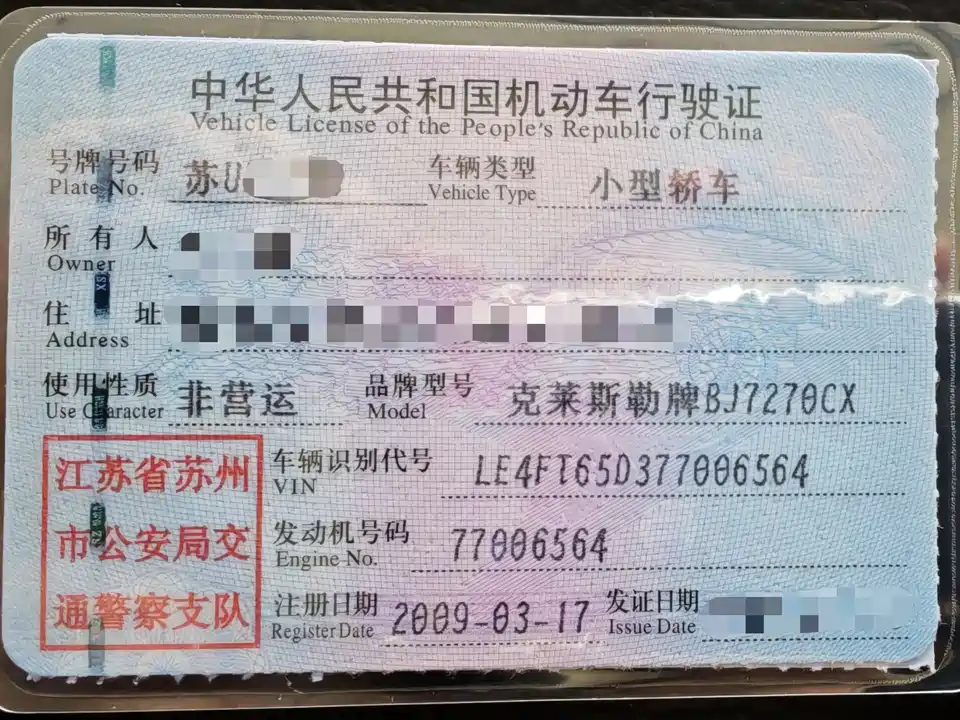 中华人民共和国机动车行驶证
Vehicle License of the People's Republic of China
号牌号码 苏U 车辆类型 小型轿车
Plate No. Vehicle Type
所有人
Owner
住址
Address
使用性质 非营运 品牌型号 克莱斯勒牌BJ7270CX
Use Character Model
车辆识别代号 LE4FT65D377006564
VIN
发动机号码 77006564
Engine No.
注册日期 2009-03-17 发证日期
Register Date Issue Date
江苏省苏州
市公安局交
通警察支队